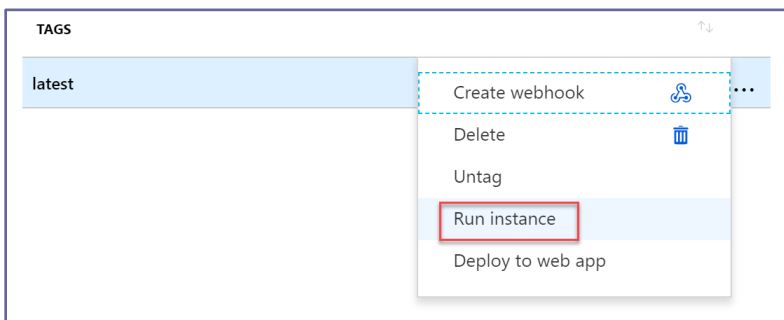 TAGS
latest
Create webhook
Delete
Untag
Run instance
Deploy to web app